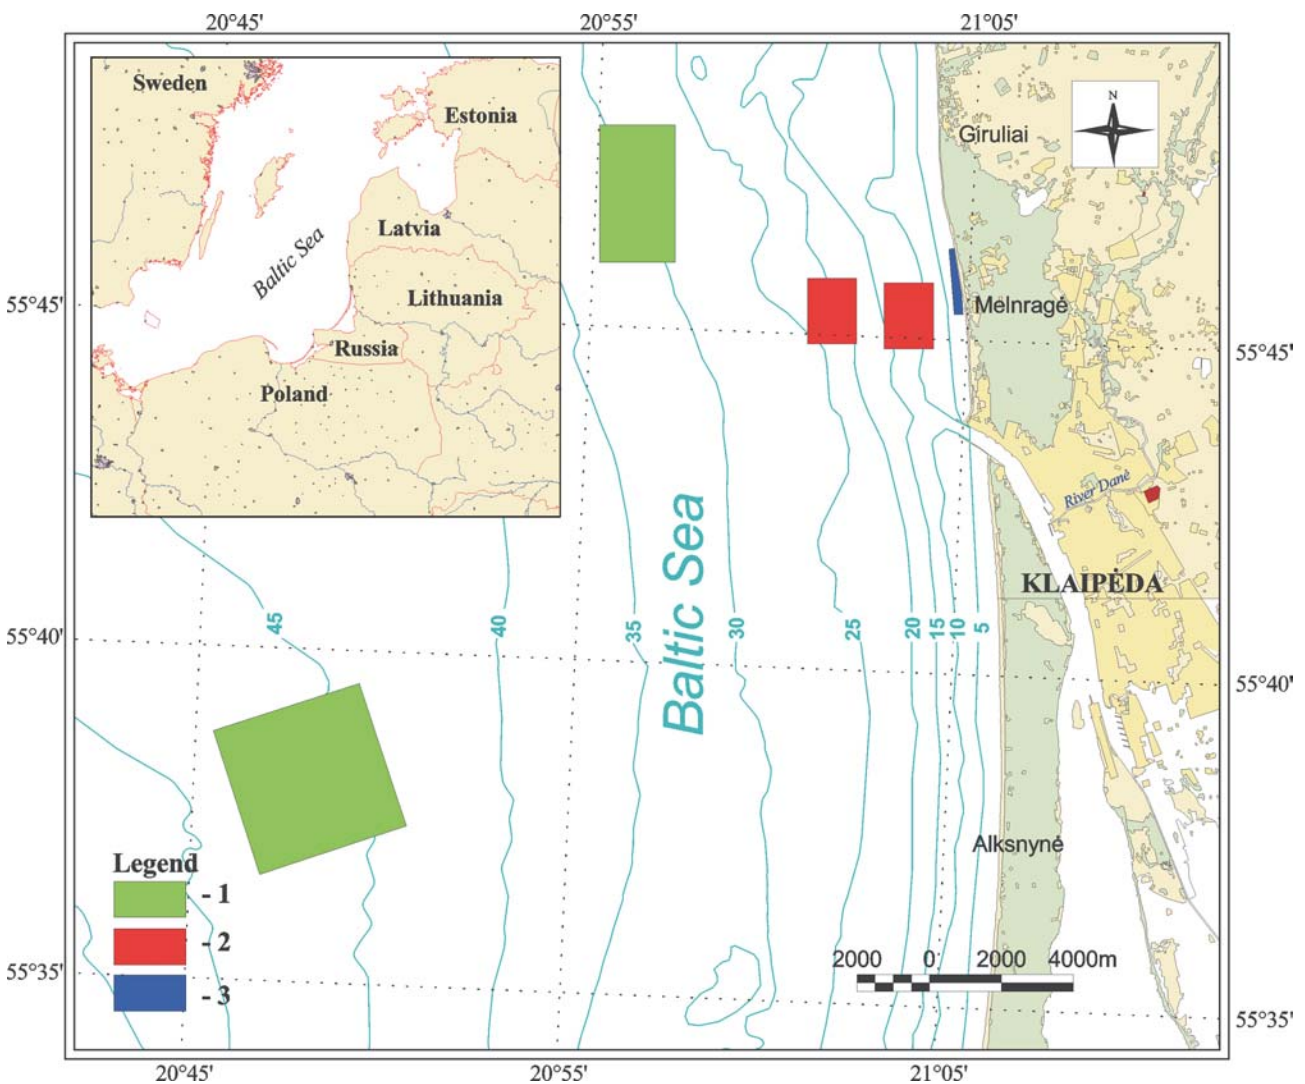 20°45'
20°55'
21°05'
Sweden
Estonia
Latvia
Baltic Sea
Lithuania
Russia
Poland
N
Giruliai
Melnragė
55°45'
55°45'
River Danė
KLAIPĖDA
Baltic Sea
45
40
35
30
25
20
15
10
5
55°40'
55°40'
Alksnynė
Legend
- 1
- 2
- 3
2000 0 2000 4000m
55°35'
55°35'
20°45'
20°55'
21°05'